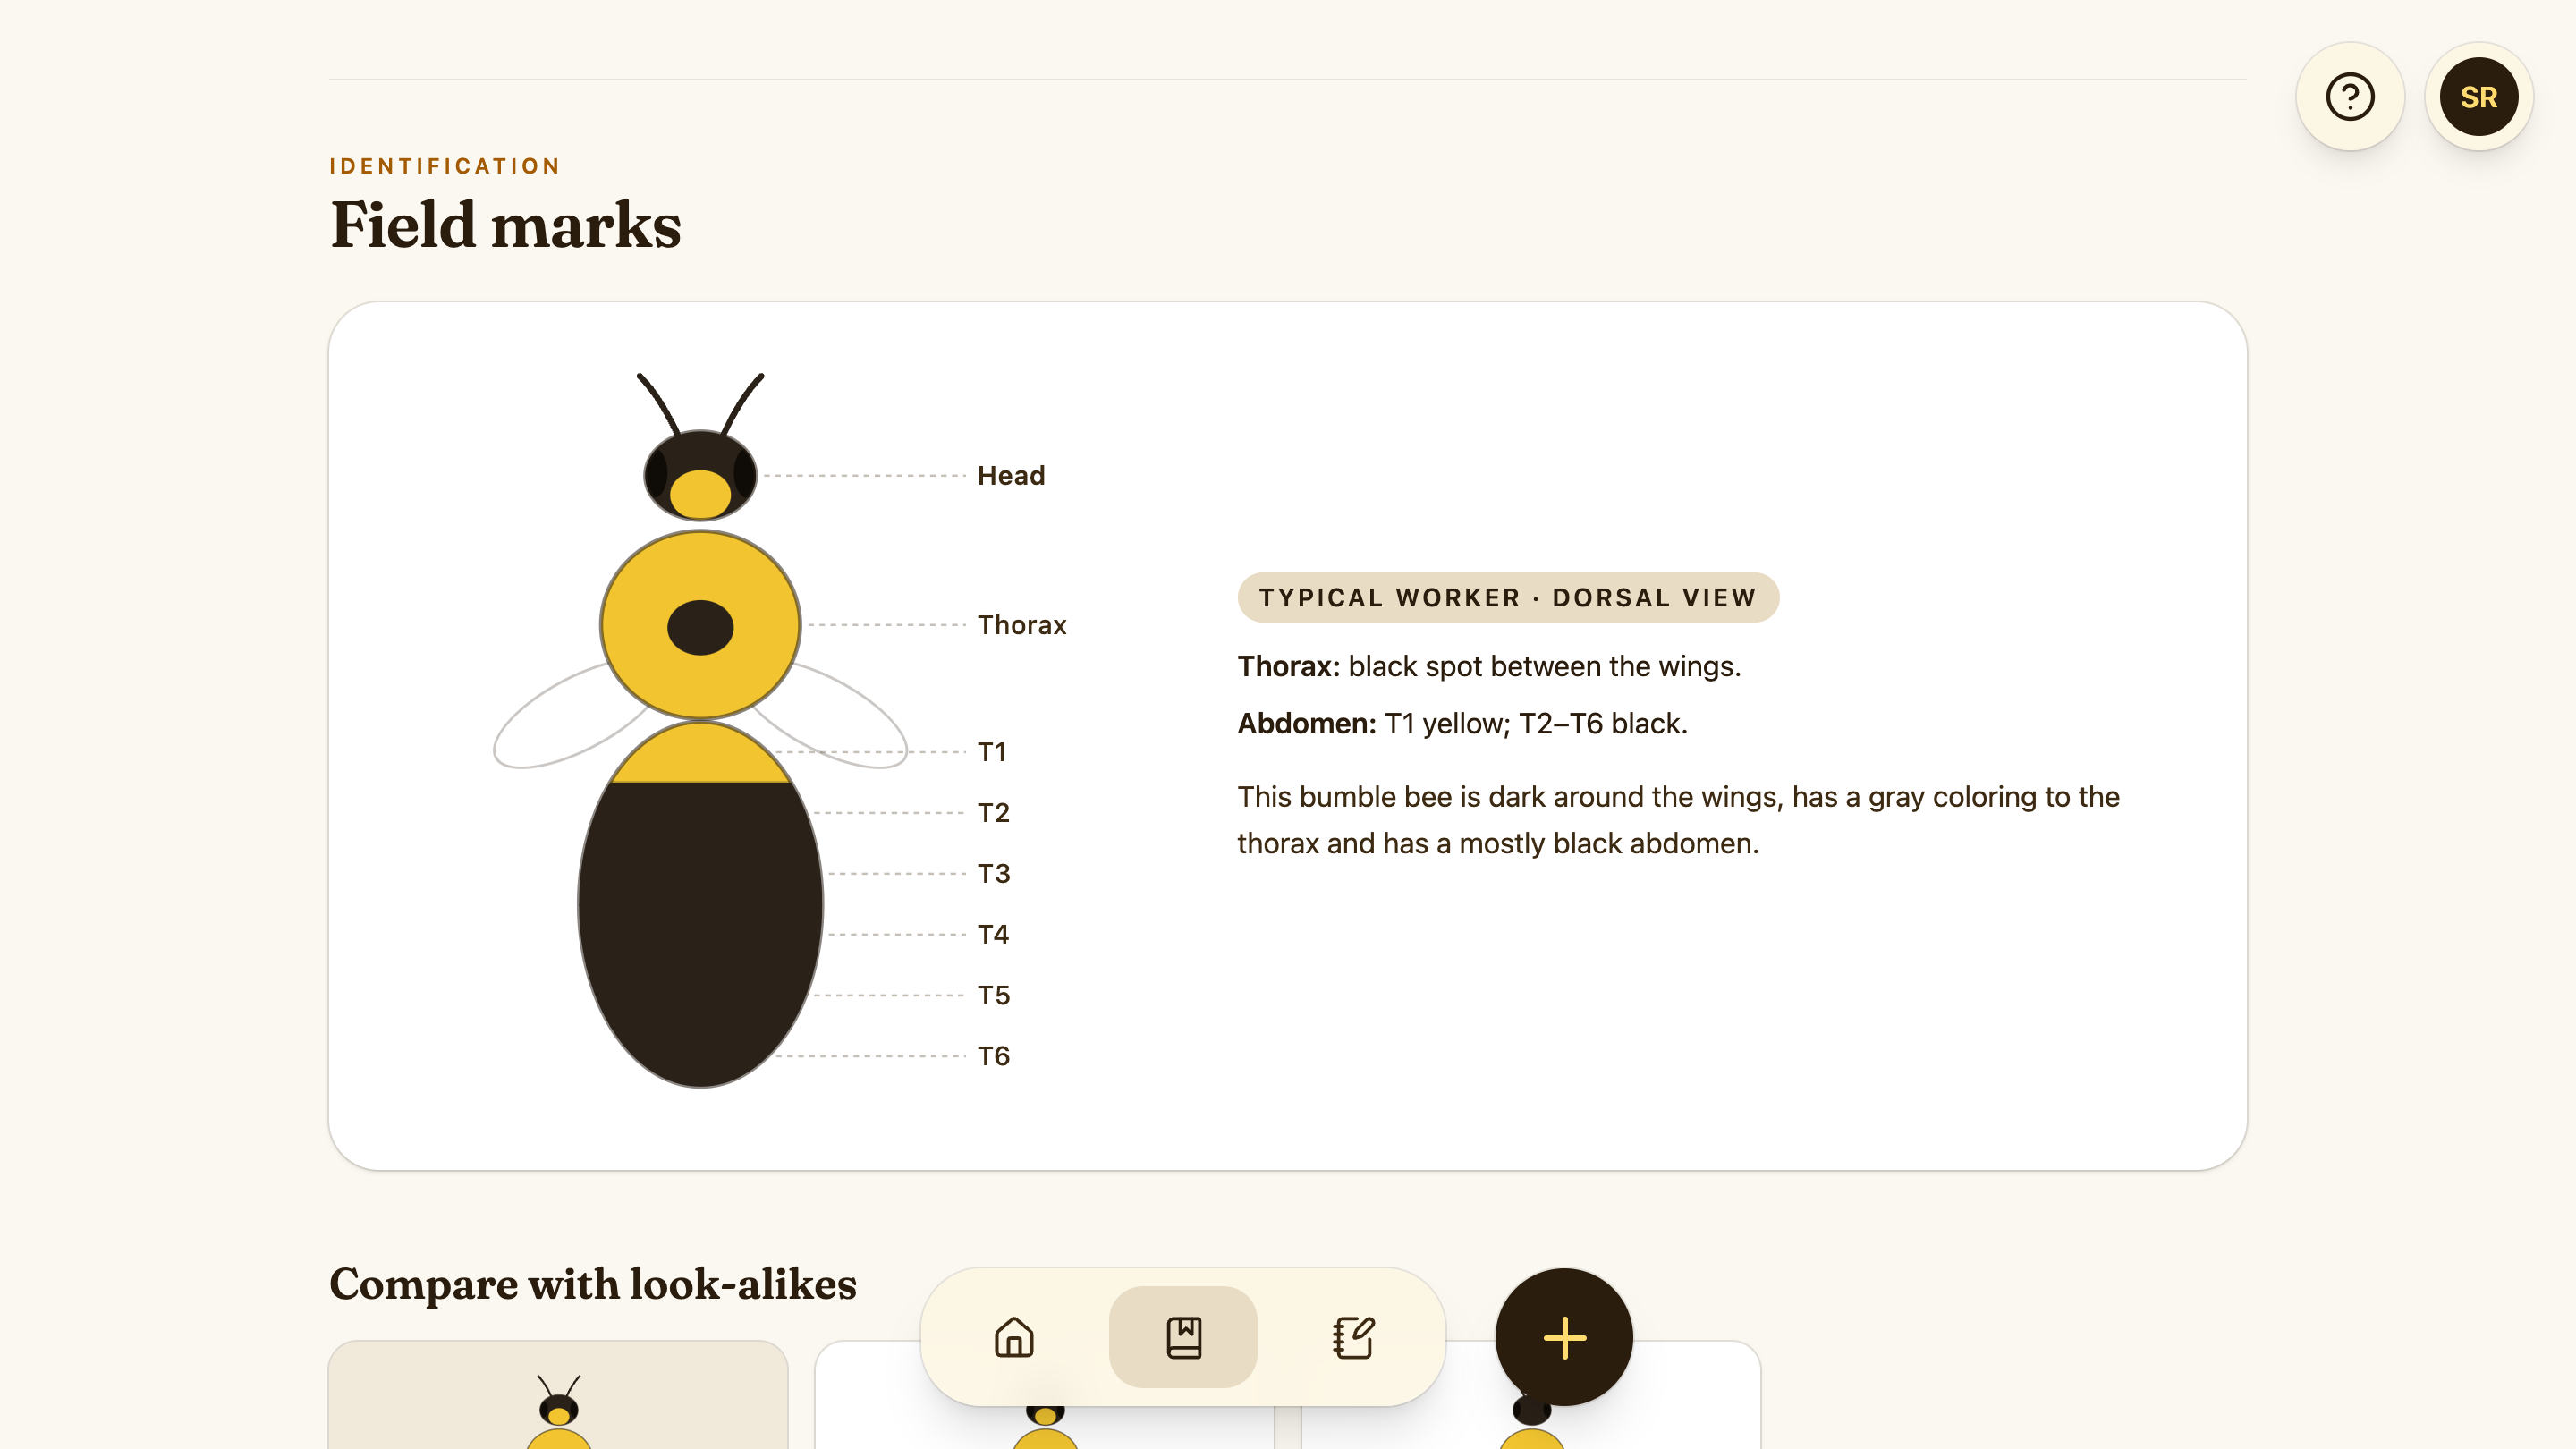 SR
IDENTIFICATION
Field marks
Head
Thorax
T1
T2
T3
T4
T5
T6
TYPICAL WORKER · DORSAL VIEW
Thorax: black spot between the wings.
Abdomen: T1 yellow; T2–T6 black.
This bumble bee is dark around the wings, has a gray coloring to the
thorax and has a mostly black abdomen.
Compare with look-alikes